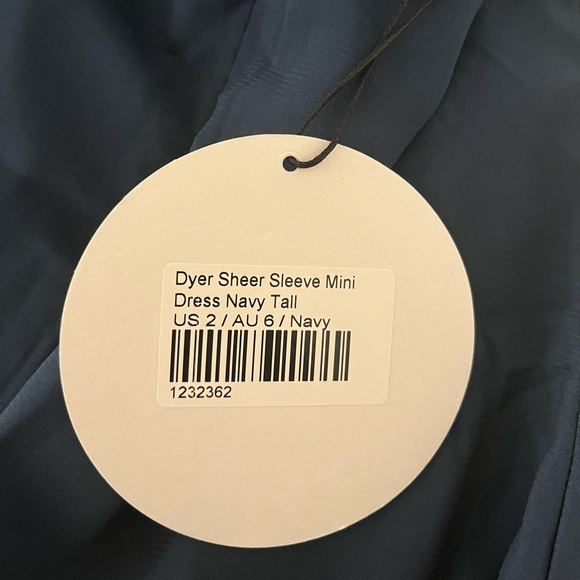 Dyer Sheer Sleeve Mini
Dress Navy Tall
US 2 / AU 6 / Navy
1232362